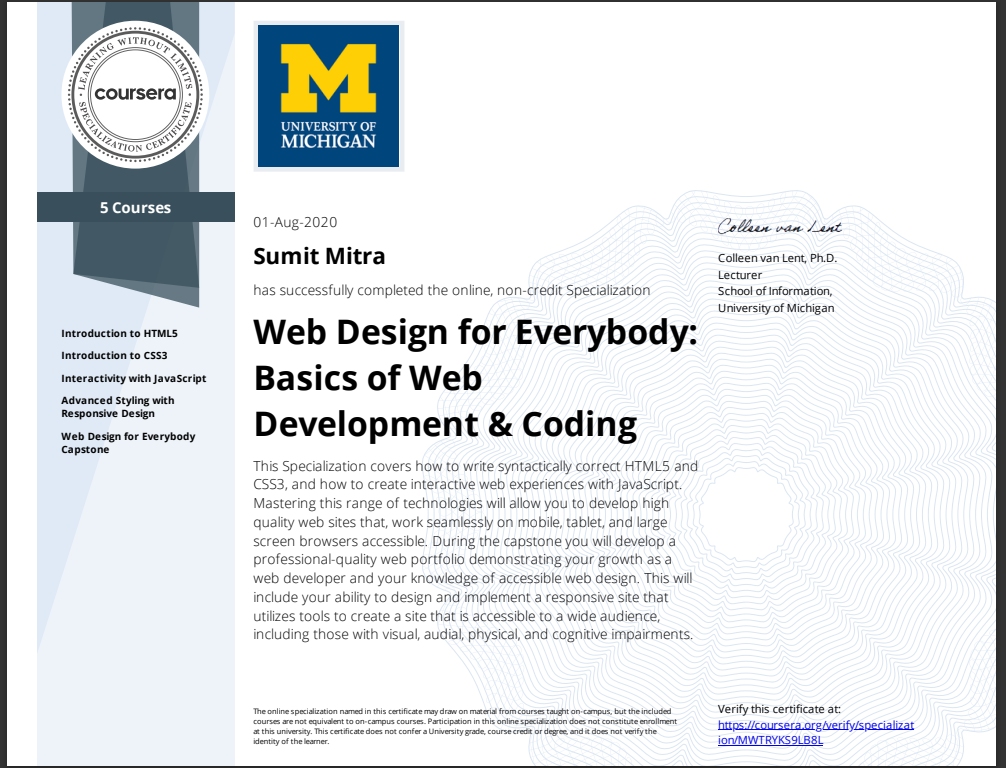 LEARNING WITHOUT LIMITS
coursera
SPECIALIZATION CERTIFICATE
UNIVERSITY OF
MICHIGAN
5 Courses
Introduction to HTML5
Introduction to CSS3
Interactivity with JavaScript
Advanced Styling with
Responsive Design
Web Design for Everybody
Capstone
01-Aug-2020
Sumit Mitra
has successfully completed the online, non-credit Specialization
Web Design for Everybody:
Basics of Web
Development & Coding
This Specialization covers how to write syntactically correct HTML5 and
CSS3, and how to create interactive web experiences with JavaScript.
Mastering this range of technologies will allow you to develop high
quality web sites that, work seamlessly on mobile, tablet, and large
screen browsers accessible. During the capstone you will develop a
professional-quality web portfolio demonstrating your growth as a
web developer and your knowledge of accessible web design. This will
include your ability to design and implement a responsive site that
utilizes tools to create a site that is accessible to a wide audience,
including those with visual, audial, physical, and cognitive impairments.
Colleen van Lent
Colleen van Lent, Ph.D.
Lecturer
School of Information,
University of Michigan
The online specialization named in this certificate may draw on material from courses taught on-campus, but the included
courses are not equivalent to on-campus courses. Participation in this online specialization does not constitute enrollment
at this university. This certificate does not confer a University grade, course credit or degree, and it does not verify the
identity of the learner.
Verify this certificate at:
https://coursera.org/verify/specializat
ion/MWTRYKS9LB8L